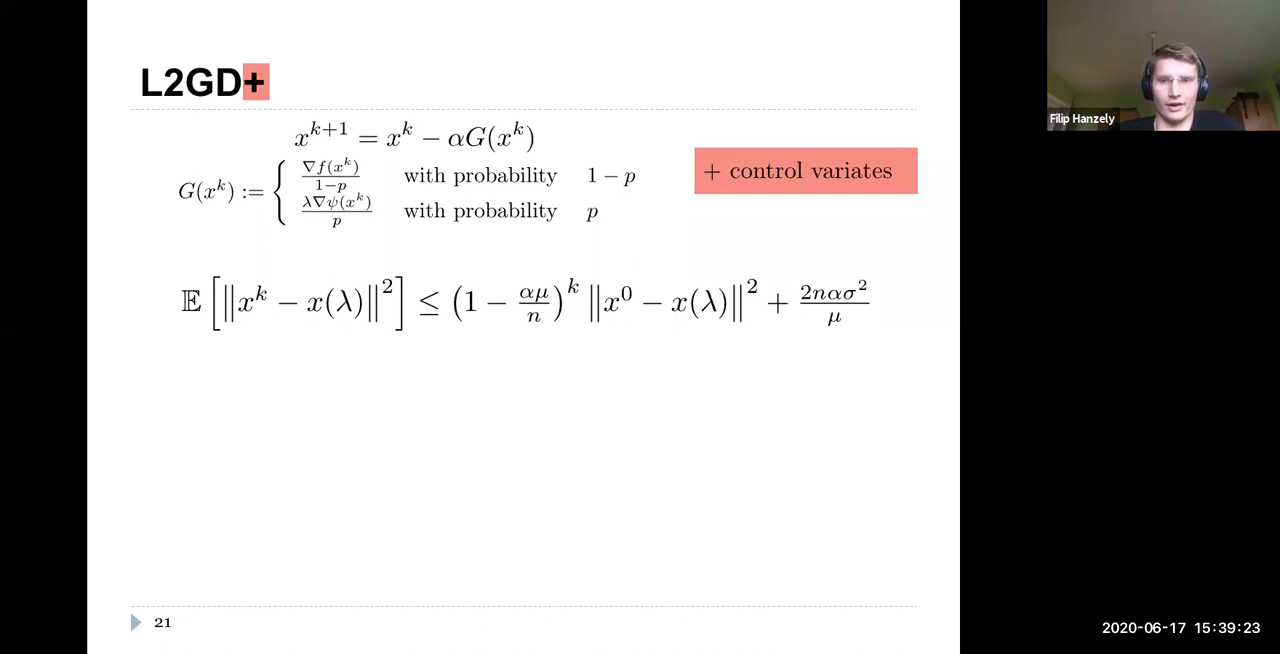 L2GD+
x^{k+1} = x^k − αG(x^k)
G(x^k) := { ∇f(x^k)/(1−p) with probability 1 − p
λ∇ψ(x^k)/p with probability p
+ control variates
𝔼[‖x^k − x(λ)‖²] ≤ (1 − αμ/n)^k ‖x^0 − x(λ)‖² + 2nασ²/μ
21
Filip Hanzely
2020-06-17 15:39:23